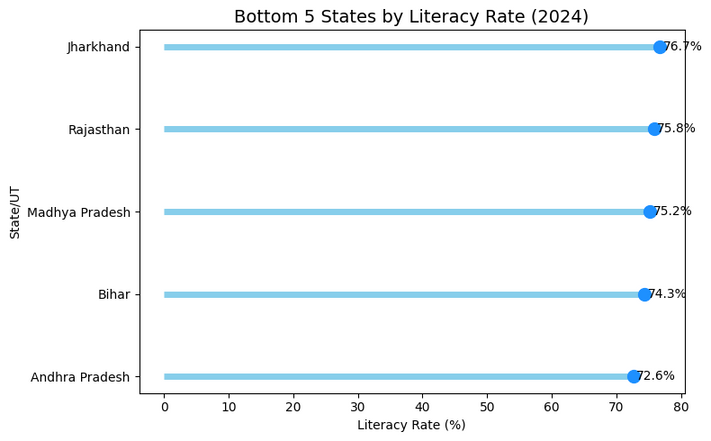 Bottom 5 States by Literacy Rate (2024)
Jharkhand 76.7%
Rajasthan 75.8%
State/UT
Madhya Pradesh 75.2%
Bihar 74.3%
Andhra Pradesh 72.6%
0 10 20 30 40 50 60 70 80
Literacy Rate (%)